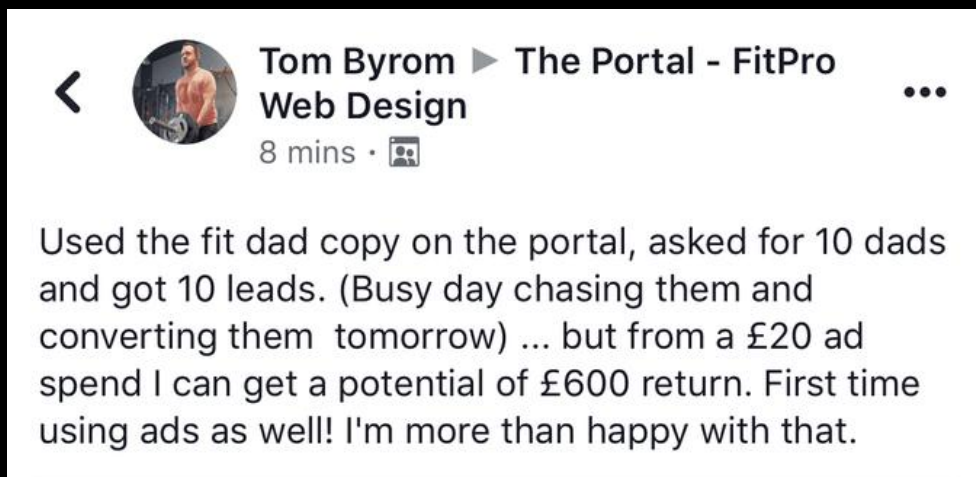 Tom Byrom ▶ The Portal - FitPro
Web Design
8 mins ·
Used the fit dad copy on the portal, asked for 10 dads
and got 10 leads. (Busy day chasing them and
converting them  tomorrow) ... but from a £20 ad
spend I can get a potential of £600 return. First time
using ads as well! I'm more than happy with that.